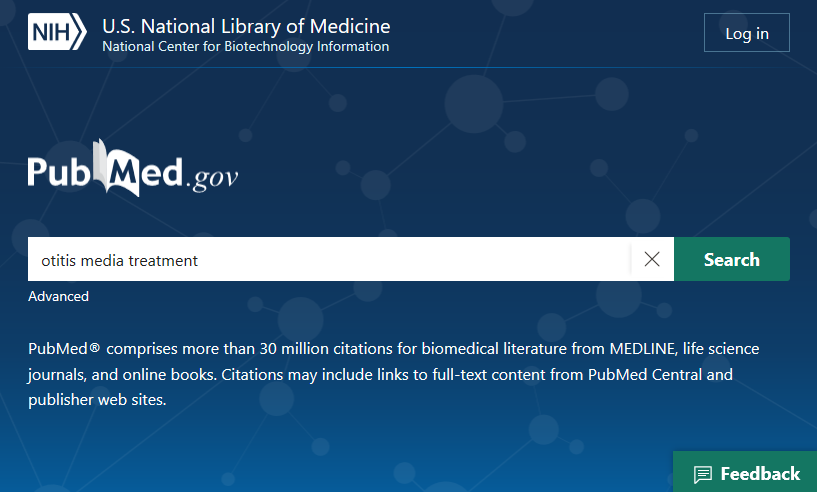 NIH
U.S. National Library of Medicine
National Center for Biotechnology Information
Log in
PubMed.gov
otitis media treatment
Search
Advanced
PubMed® comprises more than 30 million citations for biomedical literature from MEDLINE, life science
journals, and online books. Citations may include links to full-text content from PubMed Central and
publisher web sites.
Feedback